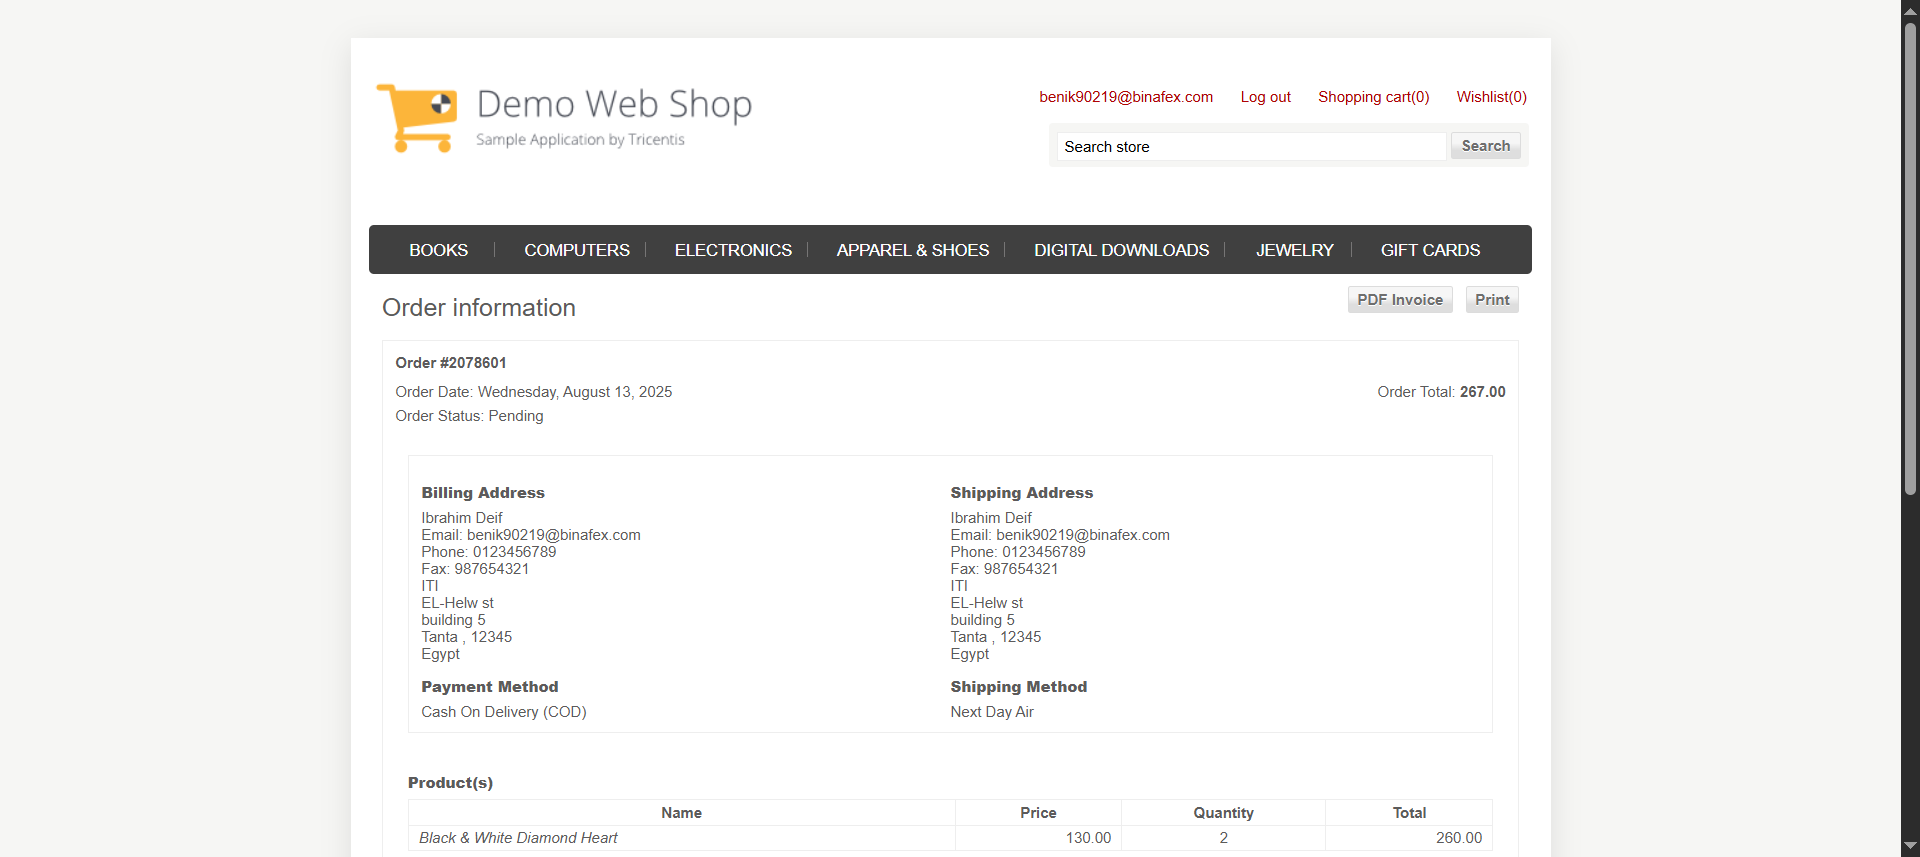 Demo Web Shop
Sample Application by Tricentis
benik90219@binafex.com Log out Shopping cart(0) Wishlist(0)
Search store Search
BOOKS COMPUTERS ELECTRONICS APPAREL & SHOES DIGITAL DOWNLOADS JEWELRY GIFT CARDS
Order information PDF Invoice Print
Order #2078601
Order Date: Wednesday, August 13, 2025 Order Total: 267.00
Order Status: Pending
Billing Address
Ibrahim Deif
Email: benik90219@binafex.com
Phone: 0123456789
Fax: 987654321
ITI
EL-Helw st
building 5
Tanta , 12345
Egypt
Payment Method
Cash On Delivery (COD)
Shipping Address
Ibrahim Deif
Email: benik90219@binafex.com
Phone: 0123456789
Fax: 987654321
ITI
EL-Helw st
building 5
Tanta , 12345
Egypt
Shipping Method
Next Day Air
Product(s)
Name Price Quantity Total
Black & White Diamond Heart 130.00 2 260.00